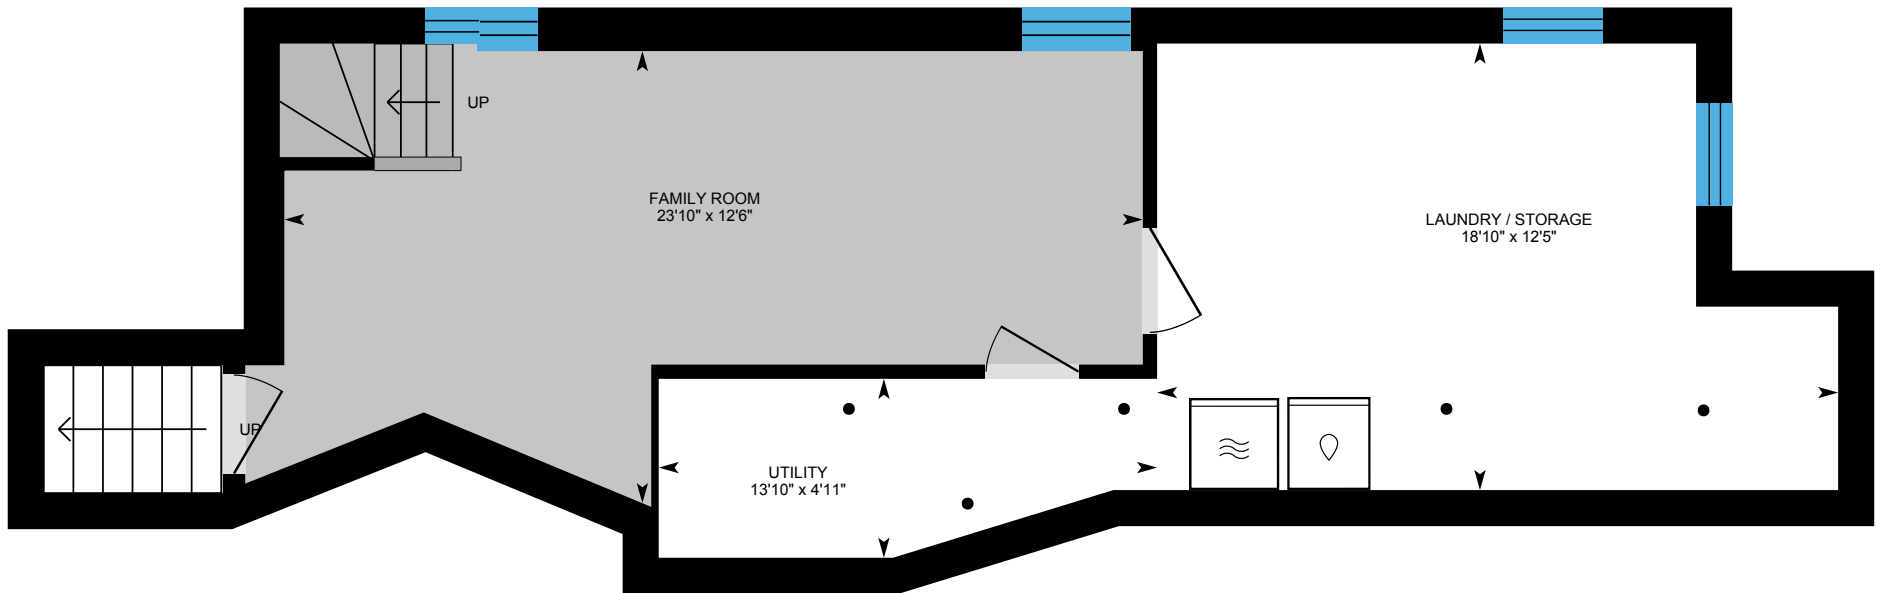 UP
FAMILY ROOM
23'10" x 12'6"
LAUNDRY / STORAGE
18'10" x 12'5"
UP
UTILITY
13'10" x 4'11"